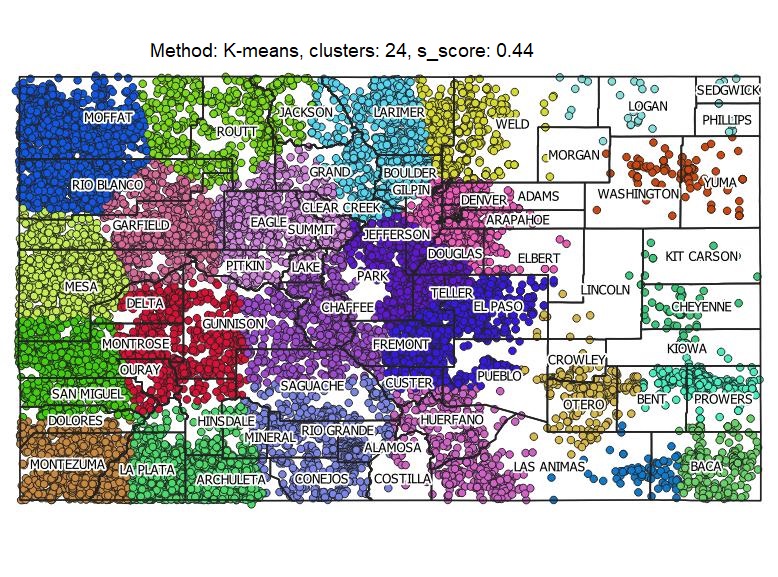 Method: K-means, clusters: 24, s_score: 0.44
SEDGWICK
LOGAN
JACKSON
LARIMER
MOFFAT
PHILLIPS
WELD
ROUTT
MORGAN
GRAND
BOULDER
RIO BLANCO
YUMA
GILPIN
WASHINGTON
ADAMS
DENVER
CLEAR CREEK
ARAPAHOE
EAGLE
GARFIELD
SUMMIT
JEFFERSON
DOUGLAS
ELBERT
KIT CARSON
PITKIN
LAKE
PARK
MESA
LINCOLN
TELLER
DELTA
EL PASO
CHAFFEE
CHEYENNE
GUNNISON
MONTROSE
FREMONT
KIOWA
CROWLEY
OURAY
PUEBLO
CUSTER
SAGUACHE
SAN MIGUEL
BENT
PROWERS
OTERO
DOLORES
HINSDALE
HUERFANO
RIO GRANDE
MINERAL
ALAMOSA
MONTEZUMA
LAS ANIMAS
BACA
LA PLATA
ARCHULETA
CONEJOS
COSTILLA